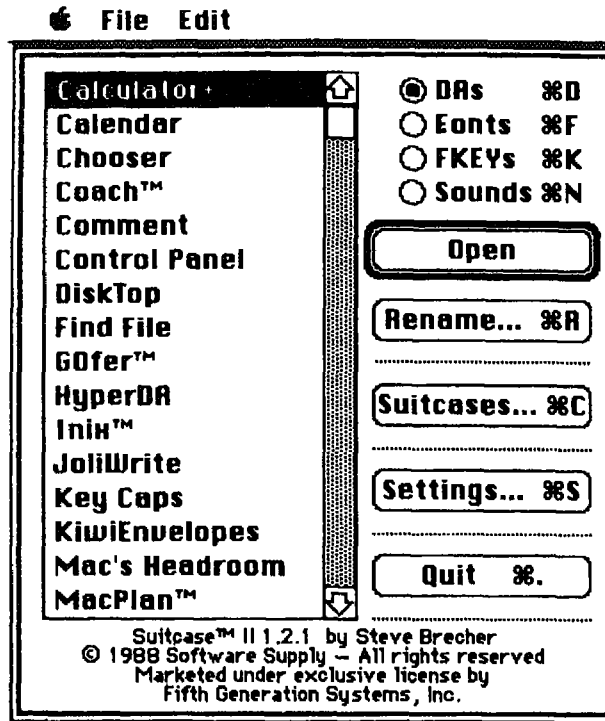 File Edit
Calculator+
Calendar
Chooser
Coach™
Comment
Control Panel
DiskTop
Find File
GOfer™
HyperDA
Inix™
JoliWrite
Key Caps
KiwiEnvelopes
Mac's Headroom
MacPlan™
DAs ⌘D
Fonts ⌘F
FKEYs ⌘K
Sounds ⌘N
Open
Rename... ⌘R
Suitcases... ⌘C
Settings... ⌘S
Quit ⌘.
Suitcase™ II 1.2.1 by Steve Brecher
© 1988 Software Supply — All rights reserved
Marketed under exclusive license by
Fifth Generation Systems, Inc.